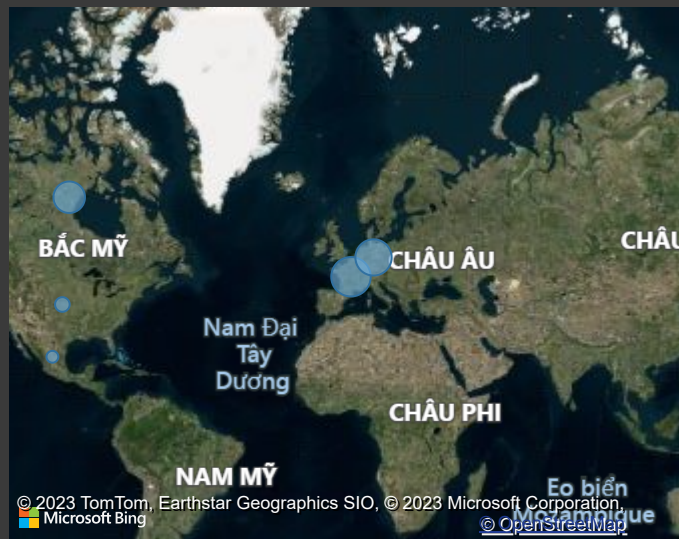 CHÂU
BẮC MỸ
CHÂU ÂU
Nam Đại
Tây
Dương
CHÂU PHI
NAM MỸ
Eo biển
Mozambique
© 2023 TomTom, Earthstar Geographics SIO, © 2023 Microsoft Corporation,
Microsoft Bing
© OpenStreetMap